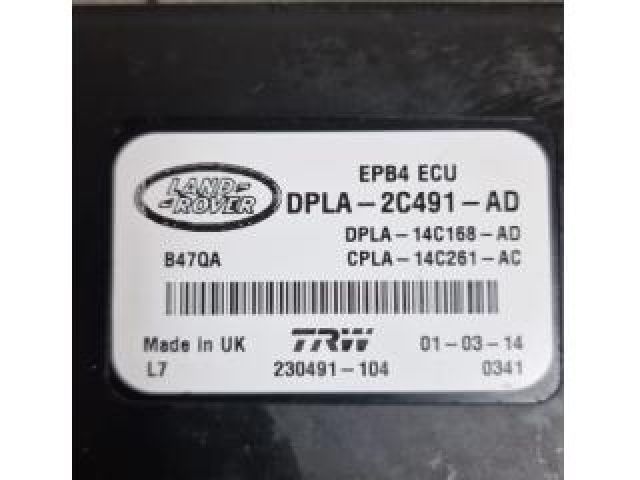 EPB4 ECU
LAND-
-ROVER
DPLA-2C491-AD
DPLA-14C168-AD
B47QA CPLA-14C261-AC
Made in UK TRW 01-03-14
L7 230491-104 0341